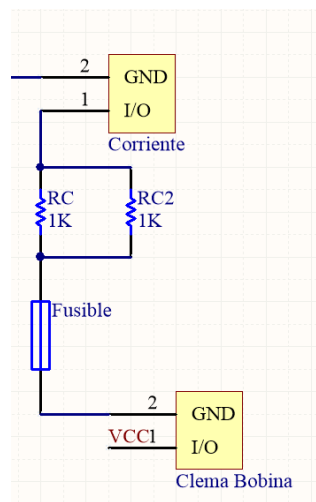 2 GND
1 I/O
Corriente
RC RC2
1K 1K
Fusible
2 GND
VCC1 I/O
Clema Bobina